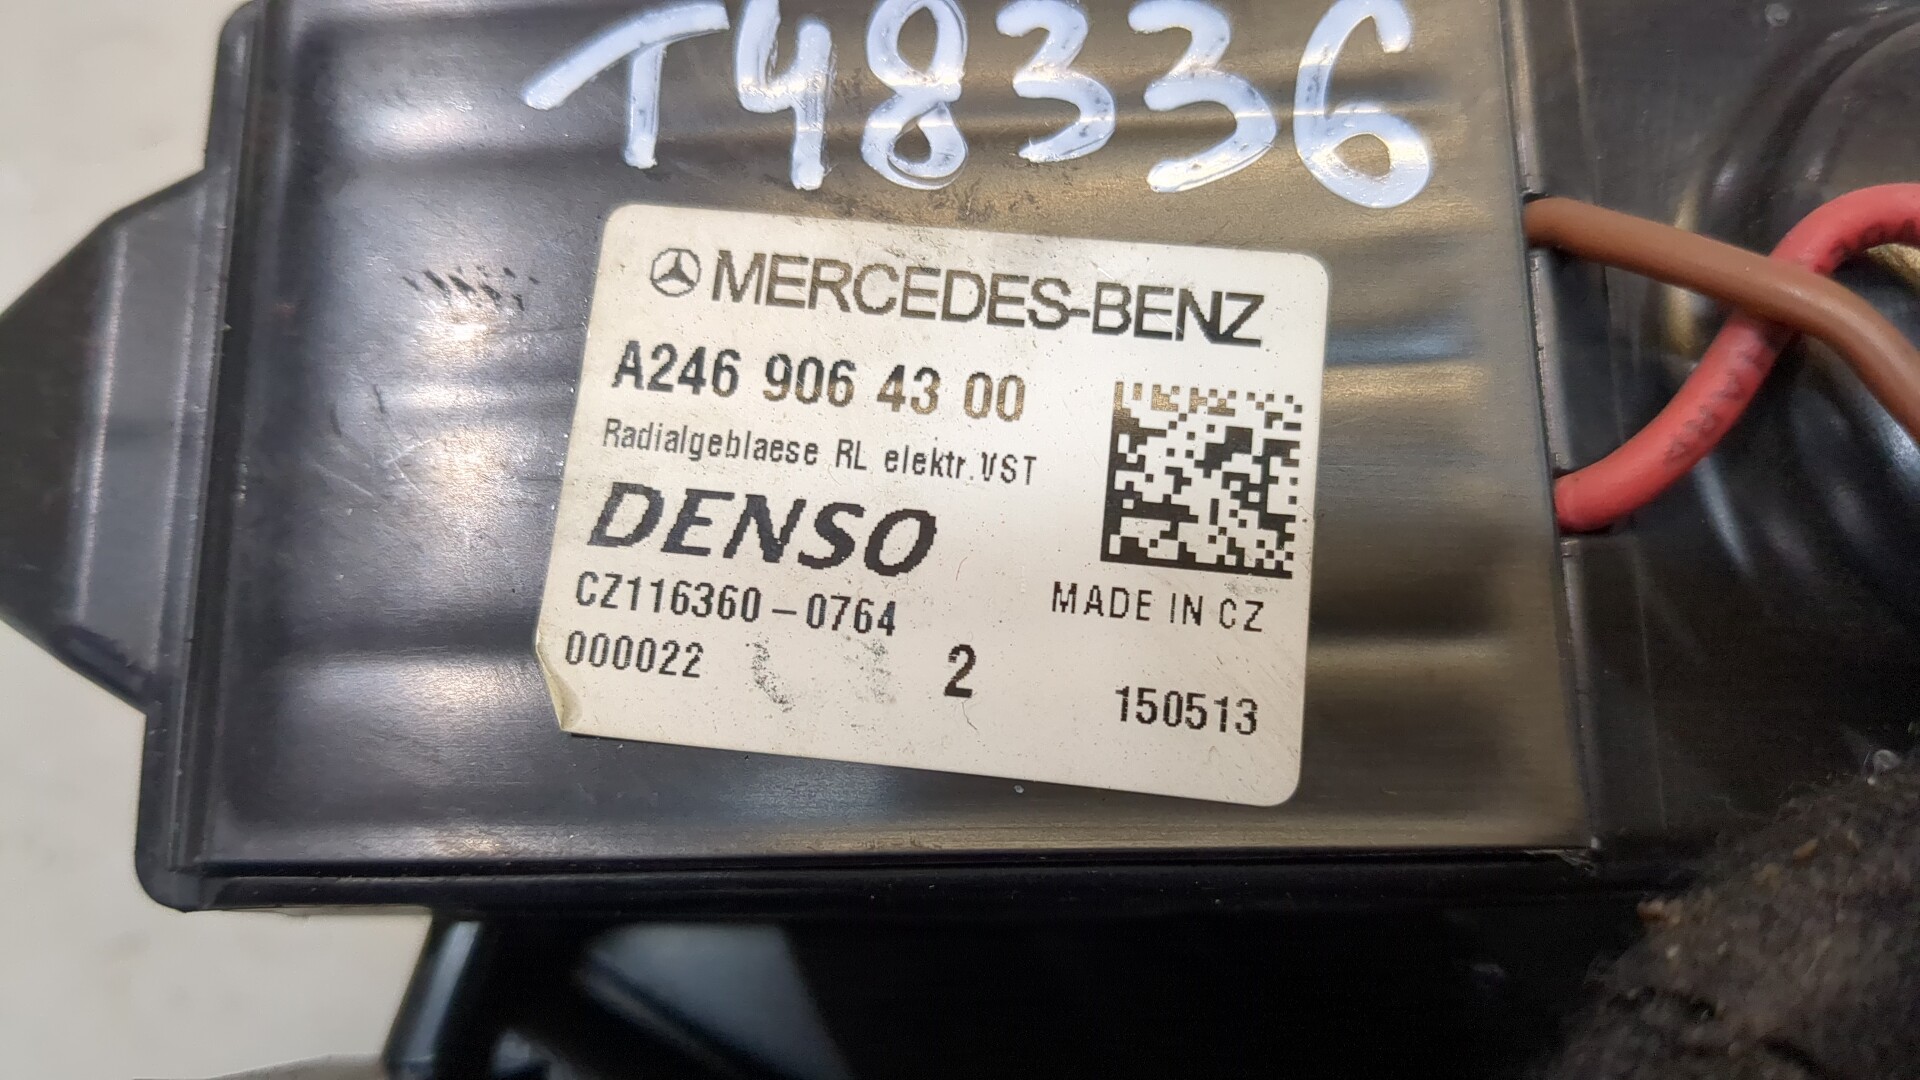 T48336
MERCEDES-BENZ
A246 906 43 00
Radialgeblaese RL elektr.VST
DENSO
CZ116360-0764
MADE IN CZ
000022
2
150513